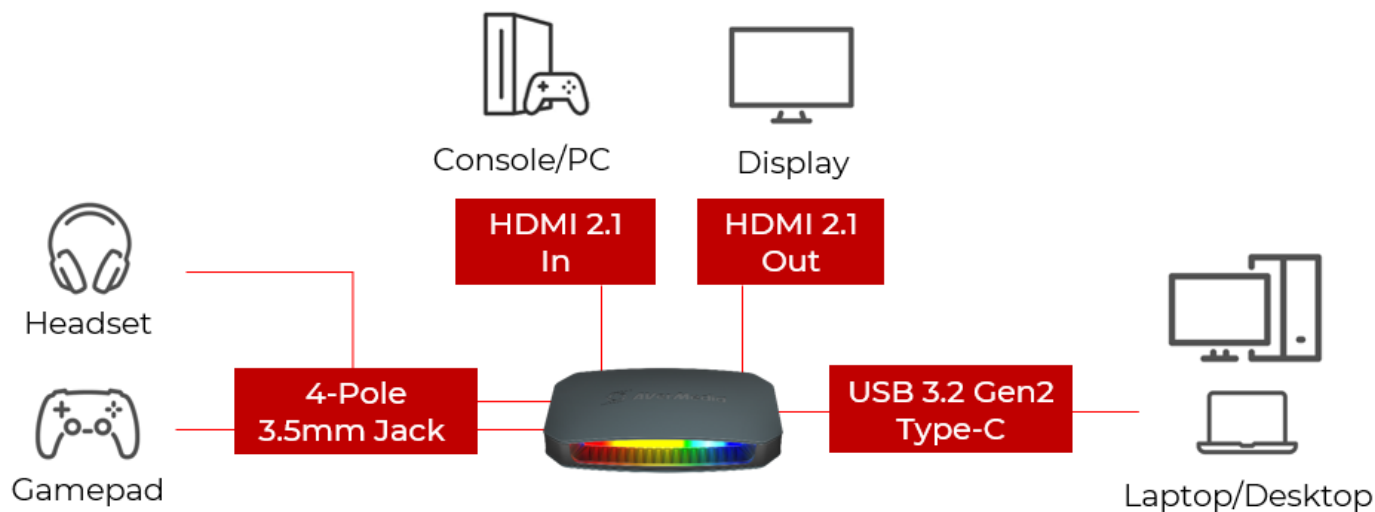 Console/PC
Display
HDMI 2.1
In
HDMI 2.1
Out
Headset
4-Pole
3.5mm Jack
AVerMedia
USB 3.2 Gen2
Type-C
Gamepad
Laptop/Desktop